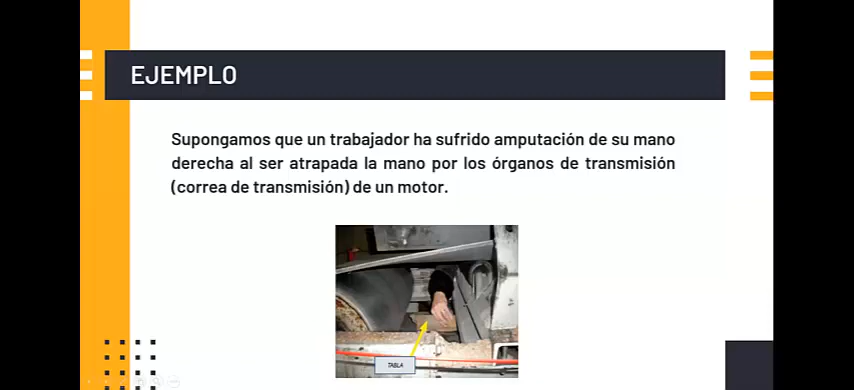 EJEMPLO
Supongamos que un trabajador ha sufrido amputación de su mano
derecha al ser atrapada la mano por los órganos de transmisión
(correa de transmisión) de un motor.
TABLA